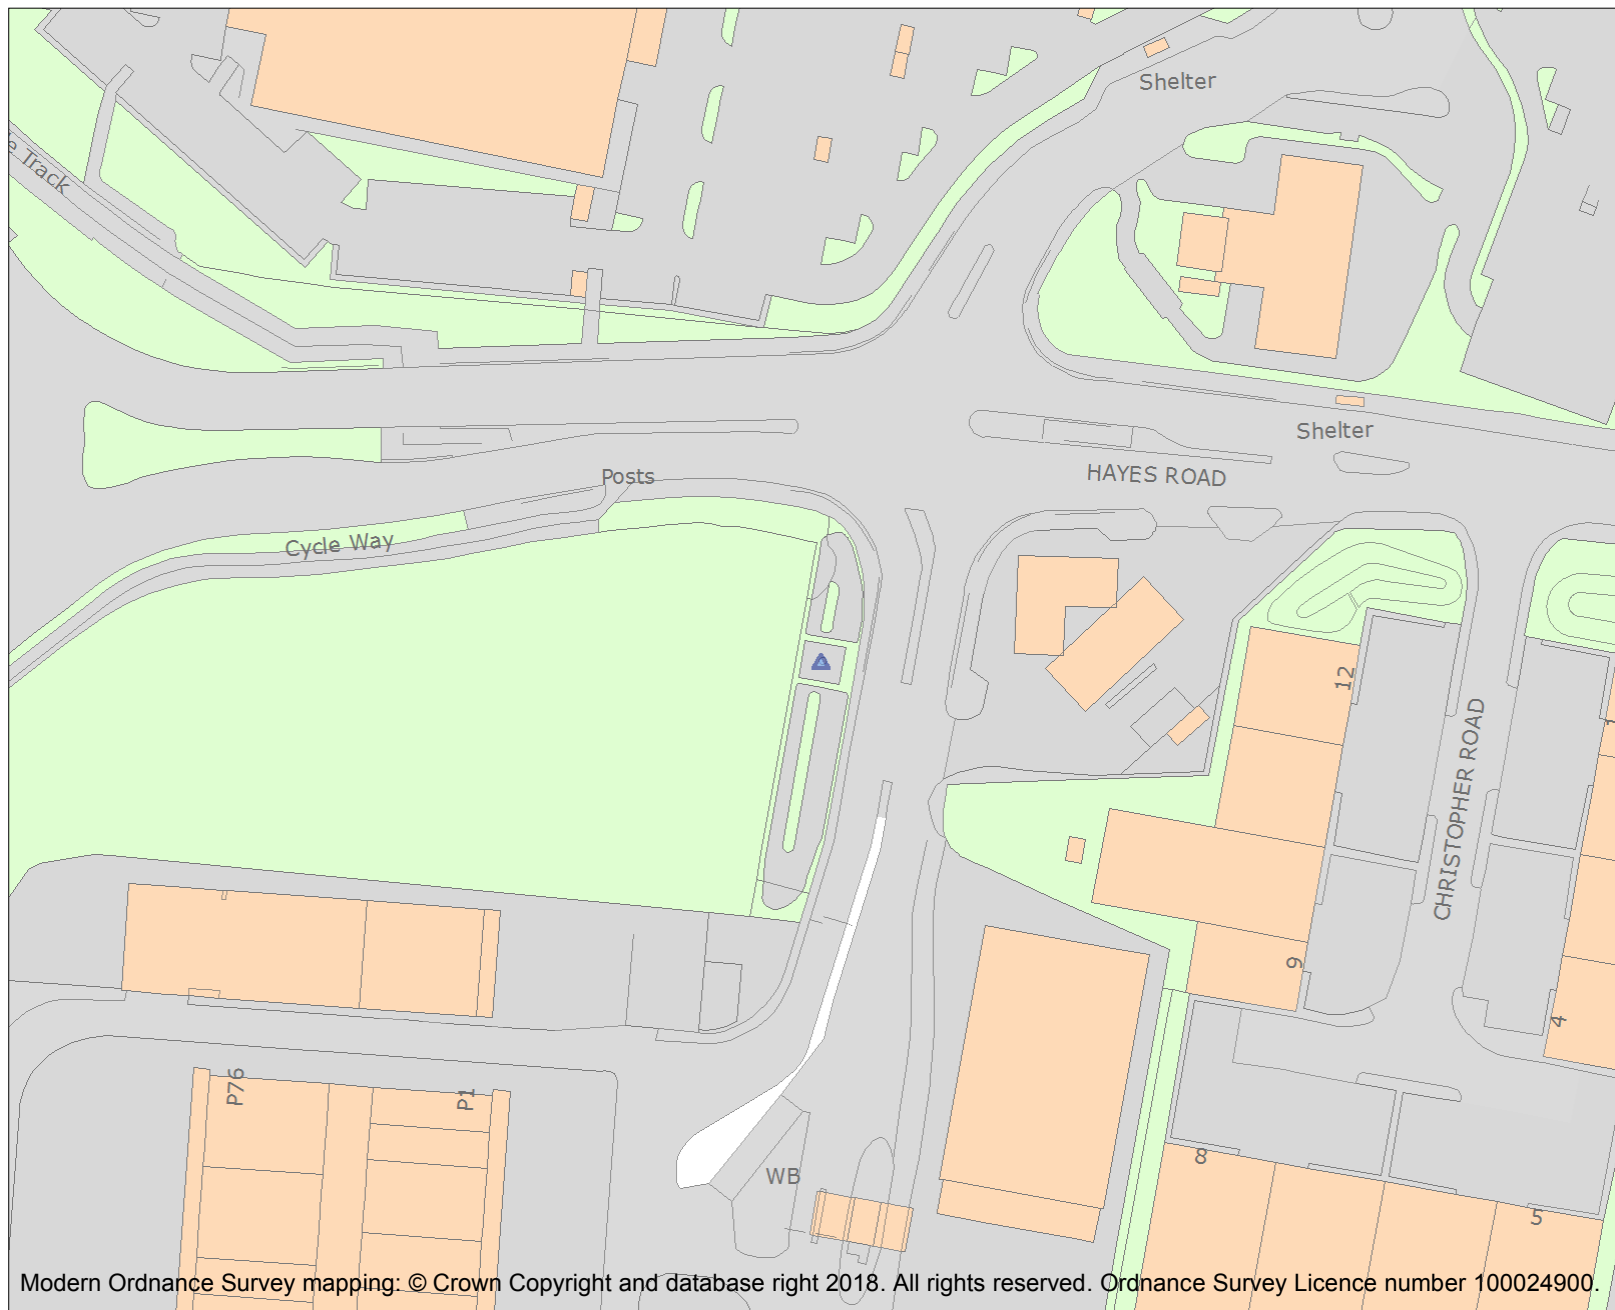 Shelter
e Track
Shelter
HAYES ROAD
Posts
Cycle Way
12
CHRISTOPHER ROAD
9
4
P76
P1
8
WB
5
Modern Ordnance Survey mapping: © Crown Copyright and database right 2018. All rights reserved. Ordnance Survey Licence number 100024900.